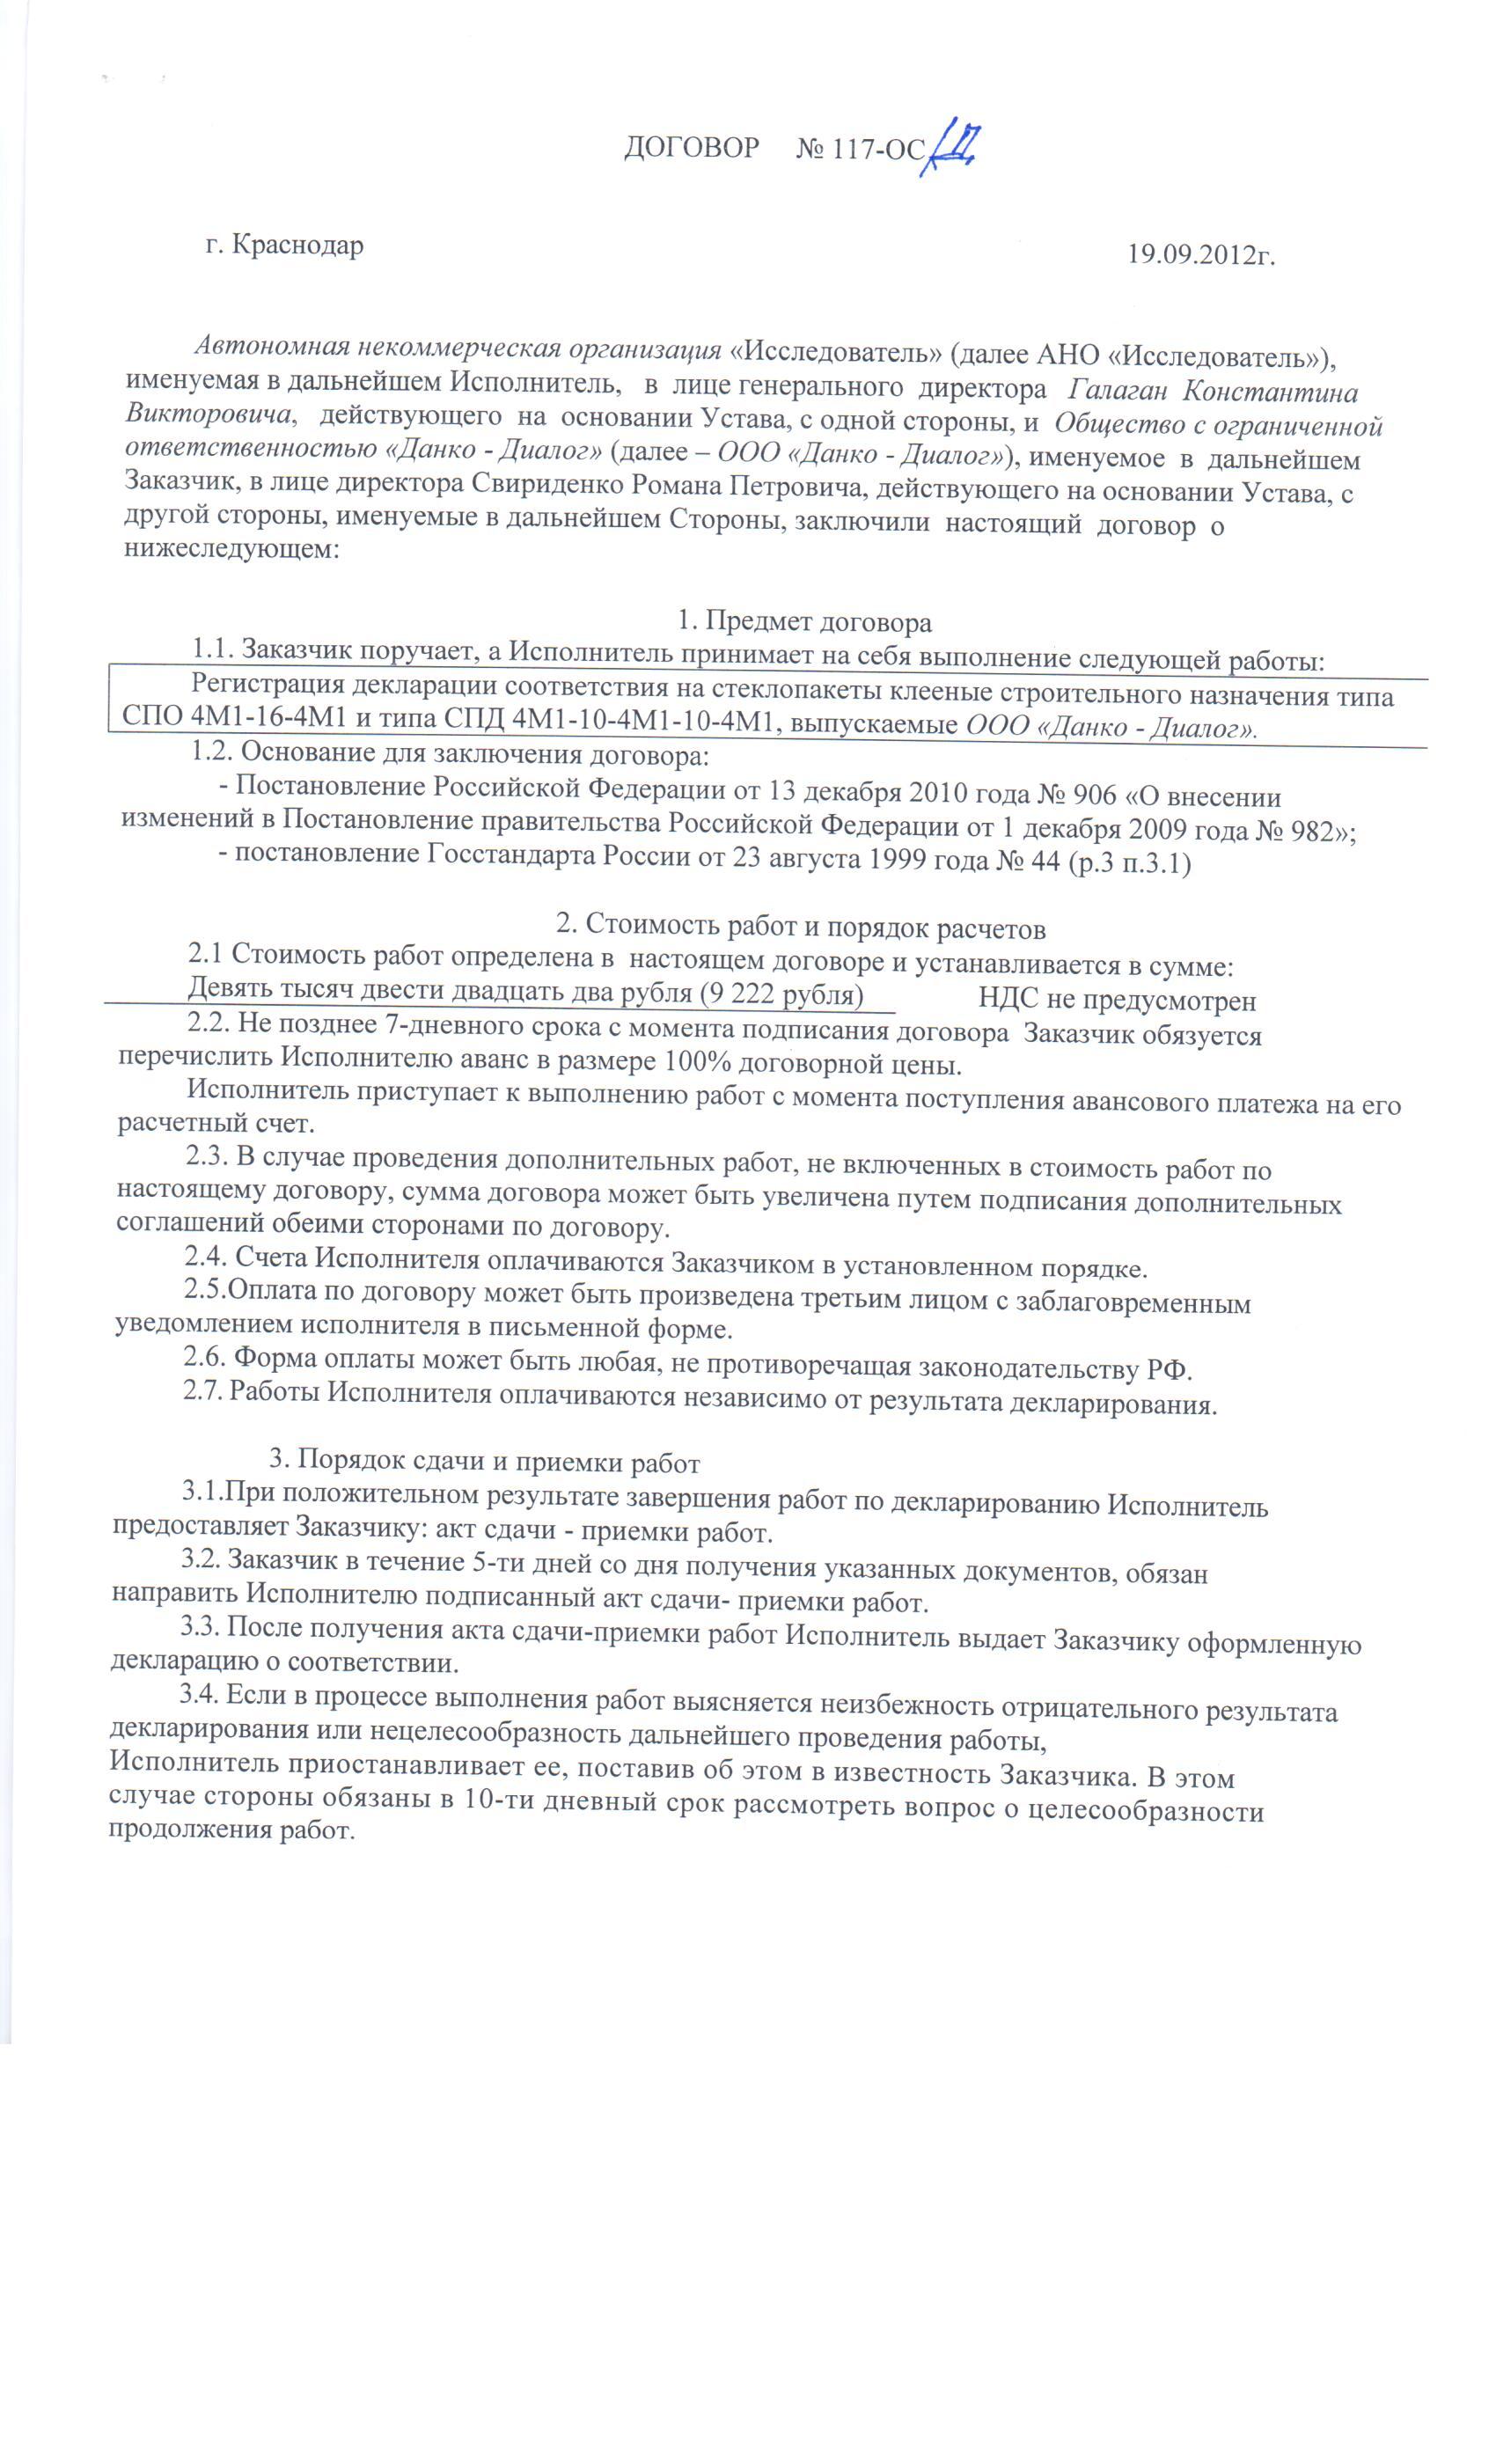 ДОГОВОР № 117-ОС/Д
г. Краснодар 19.09.2012г.
Автономная некоммерческая организация «Исследователь» (далее АНО «Исследователь»),
именуемая в дальнейшем Исполнитель, в лице генерального директора Галаган Константина
Викторовича, действующего на основании Устава, с одной стороны, и Общество с ограниченной
ответственностью «Данко - Диалог» (далее – ООО «Данко - Диалог»), именуемое в дальнейшем
Заказчик, в лице директора Свириденко Романа Петровича, действующего на основании Устава, с
другой стороны, именуемые в дальнейшем Стороны, заключили настоящий договор о
нижеследующем:
1. Предмет договора
1.1. Заказчик поручает, а Исполнитель принимает на себя выполнение следующей работы:
Регистрация декларации соответствия на стеклопакеты клееные строительного назначения типа
СПО 4М1-16-4М1 и типа СПД 4М1-10-4М1-10-4М1, выпускаемые ООО «Данко - Диалог».
1.2. Основание для заключения договора:
- Постановление Российской Федерации от 13 декабря 2010 года № 906 «О внесении
изменений в Постановление правительства Российской Федерации от 1 декабря 2009 года № 982»;
- постановление Госстандарта России от 23 августа 1999 года № 44 (р.3 п.3.1)
2. Стоимость работ и порядок расчетов
2.1 Стоимость работ определена в настоящем договоре и устанавливается в сумме:
Девять тысяч двести двадцать два рубля (9 222 рубля) НДС не предусмотрен
2.2. Не позднее 7-дневного срока с момента подписания договора Заказчик обязуется
перечислить Исполнителю аванс в размере 100% договорной цены.
Исполнитель приступает к выполнению работ с момента поступления авансового платежа на его
расчетный счет.
2.3. В случае проведения дополнительных работ, не включенных в стоимость работ по
настоящему договору, сумма договора может быть увеличена путем подписания дополнительных
соглашений обеими сторонами по договору.
2.4. Счета Исполнителя оплачиваются Заказчиком в установленном порядке.
2.5.Оплата по договору может быть произведена третьим лицом с заблаговременным
уведомлением исполнителя в письменной форме.
2.6. Форма оплаты может быть любая, не противоречащая законодательству РФ.
2.7. Работы Исполнителя оплачиваются независимо от результата декларирования.
3. Порядок сдачи и приемки работ
3.1.При положительном результате завершения работ по декларированию Исполнитель
предоставляет Заказчику: акт сдачи - приемки работ.
3.2. Заказчик в течение 5-ти дней со дня получения указанных документов, обязан
направить Исполнителю подписанный акт сдачи- приемки работ.
3.3. После получения акта сдачи-приемки работ Исполнитель выдает Заказчику оформленную
декларацию о соответствии.
3.4. Если в процессе выполнения работ выясняется неизбежность отрицательного результата
декларирования или нецелесообразность дальнейшего проведения работы,
Исполнитель приостанавливает ее, поставив об этом в известность Заказчика. В этом
случае стороны обязаны в 10-ти дневный срок рассмотреть вопрос о целесообразности
продолжения работ.